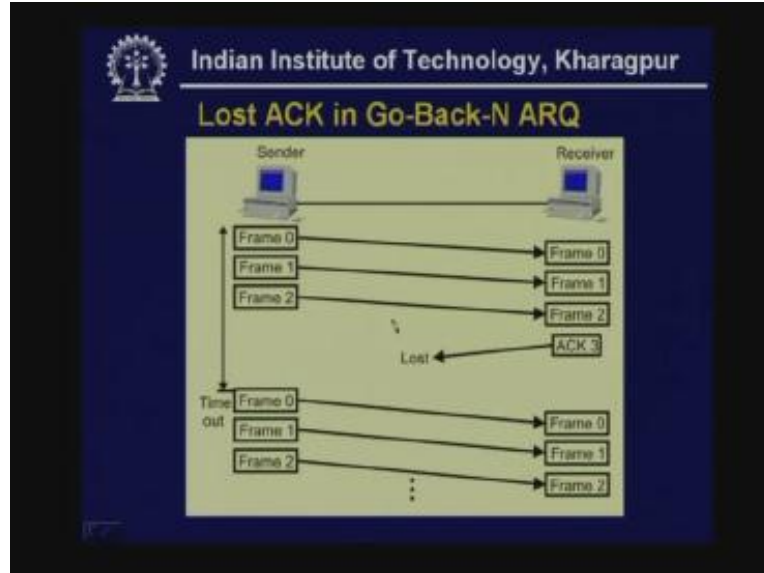 Indian Institute of Technology, Kharagpur
Lost ACK in Go-Back-N ARQ
Sender Receiver
Frame 0 Frame 0
Frame 1 Frame 1
Frame 2 Frame 2
Lost ACK 3
Time Frame 0 Frame 0
out Frame 1 Frame 1
Frame 2 Frame 2